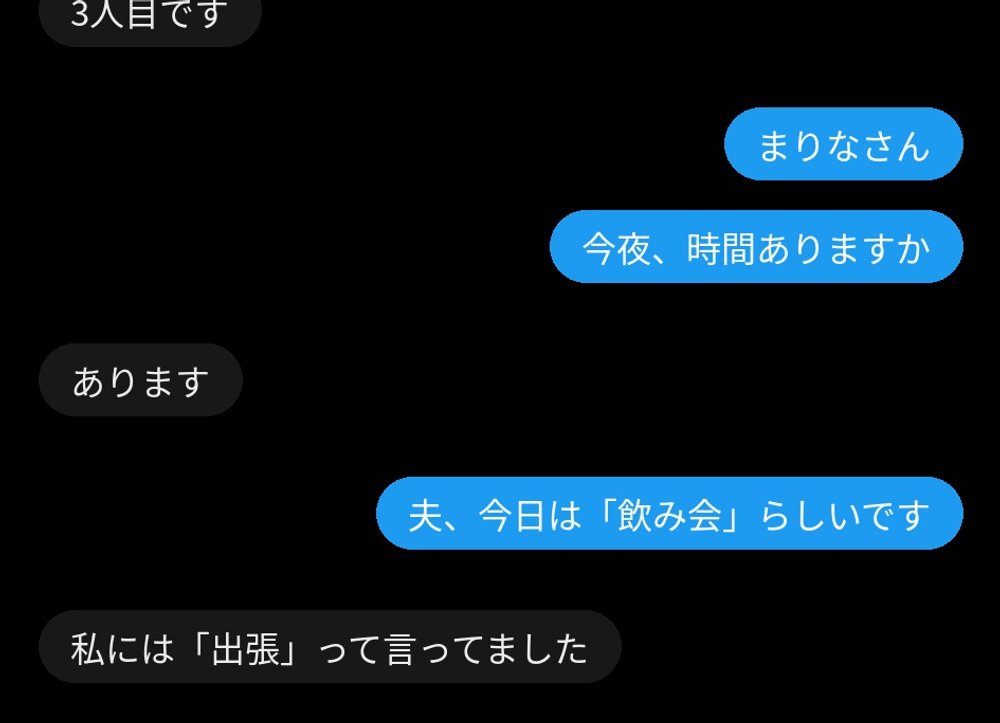 3人目です
まりなさん
今夜、時間ありますか
あります
夫、今日は「飲み会」らしいです
私には「出張」って言ってました